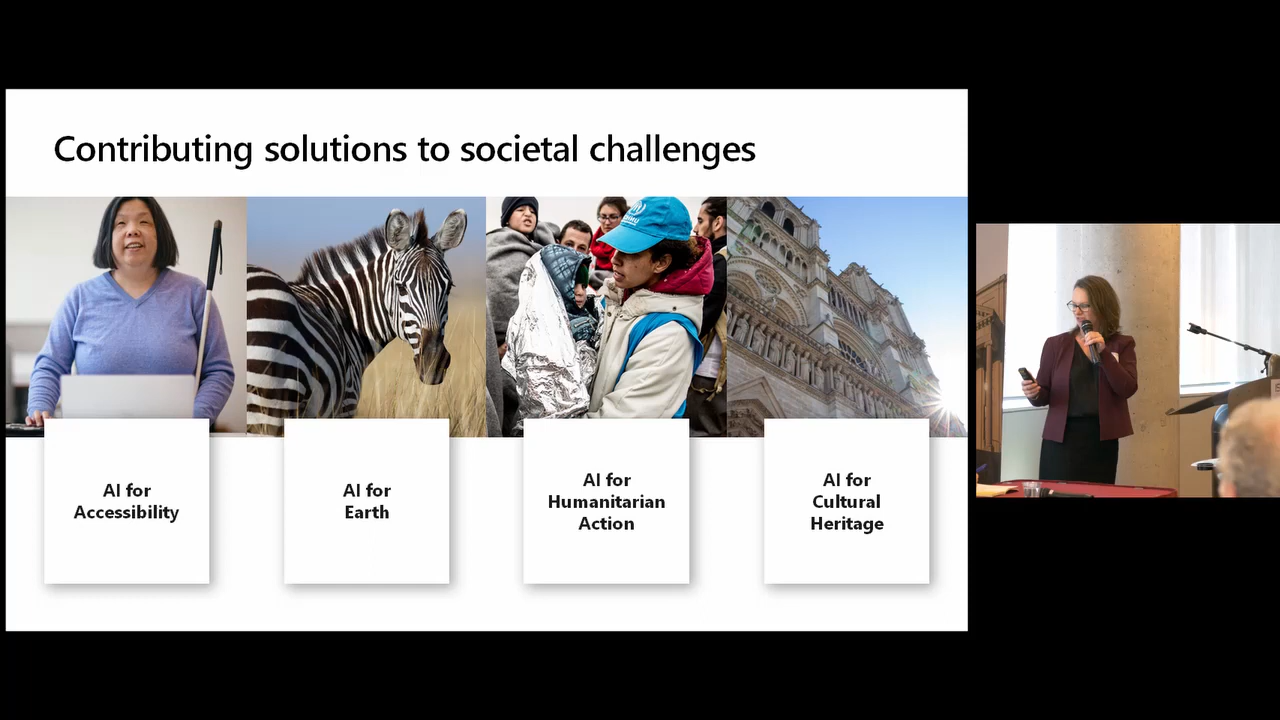 Contributing solutions to societal challenges
AI for
Accessibility
AI for
Earth
AI for
Humanitarian
Action
AI for
Cultural
Heritage